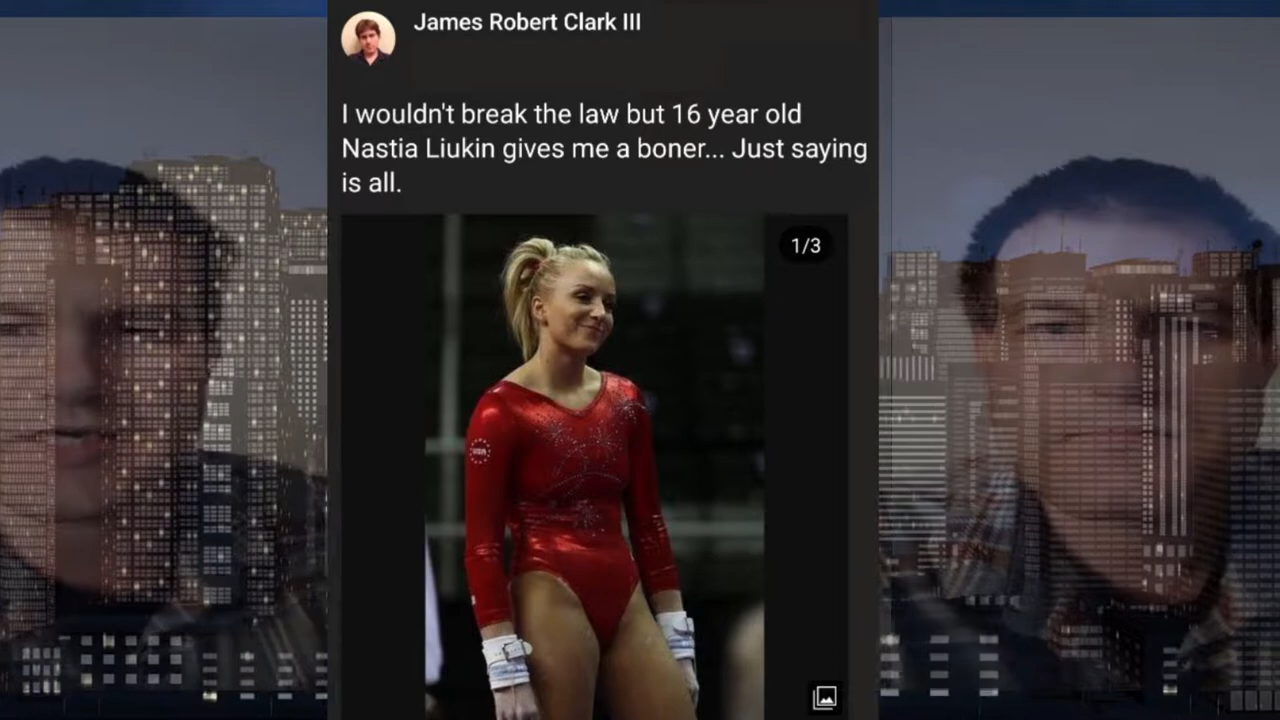 James Robert Clark III
I wouldn't break the law but 16 year old
Nastia Liukin gives me a boner... Just saying
is all.
1/3